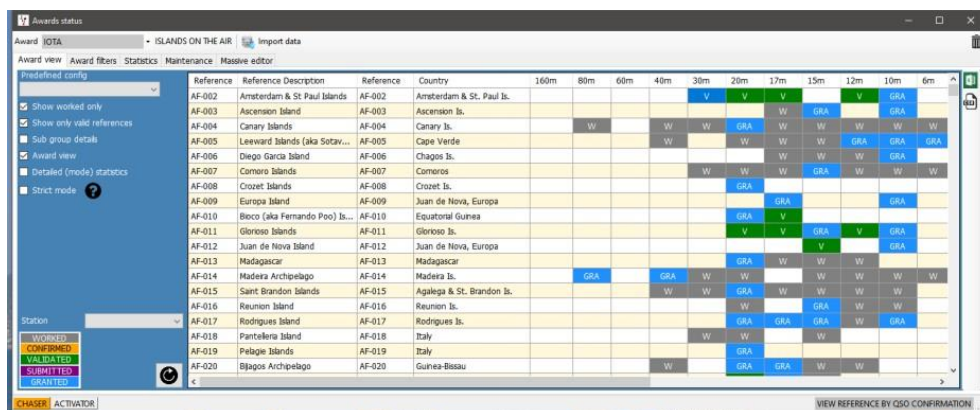 Awards status
Award IOTA - ISLANDS ON THE AIR Import data
Award view Award filters Statistics Maintenance Massive editor
Predefined config
Show worked only
Show only valid references
Sub group details
Award view
Detailed (mode) statistics
Strict mode ?
Station
WORKED
CONFIRMED
VALIDATED
SUBMITTED
GRANTED
Reference Reference Description Reference Country 160m 80m 60m 40m 30m 20m 17m 15m 12m 10m 6m
AF-002 Amsterdam & St Paul Islands AF-002 Amsterdam & St. Paul Is. V V V V GRA
AF-003 Ascension Island AF-003 Ascension Is. W GRA GRA
AF-004 Canary Islands AF-004 Canary Is. W W W GRA W W W W W
AF-005 Leeward Islands (aka Sotav... AF-005 Cape Verde W W W W GRA GRA GRA
AF-006 Diego Garcia Island AF-006 Chagos Is. W W W GRA
AF-007 Comoro Islands AF-007 Comoros W W W GRA W W W
AF-008 Crozet Islands AF-008 Crozet Is. GRA
AF-009 Europa Island AF-009 Juan de Nova, Europa GRA GRA
AF-010 Bioco (aka Fernando Poo) Is... AF-010 Equatorial Guinea GRA V
AF-011 Glorioso Islands AF-011 Glorioso Is. V V GRA V GRA
AF-012 Juan de Nova Island AF-012 Juan de Nova, Europa V GRA
AF-013 Madagascar AF-013 Madagascar GRA W W W
AF-014 Madeira Archipelago AF-014 Madeira Is. GRA GRA W W W W W W
AF-015 Saint Brandon Islands AF-015 Agalega & St. Brandon Is. W W GRA W W W
AF-016 Reunion Island AF-016 Reunion Is. W GRA W W
AF-017 Rodrigues Island AF-017 Rodrigues Is. GRA GRA GRA W GRA
AF-018 Pantelleria Island AF-018 Italy W W W
AF-019 Pelagie Islands AF-019 Italy GRA
AF-020 Bijagos Archipelago AF-020 Guinea-Bissau W GRA GRA W W
CHASER ACTIVATOR VIEW REFERENCE BY QSO CONFIRMATION